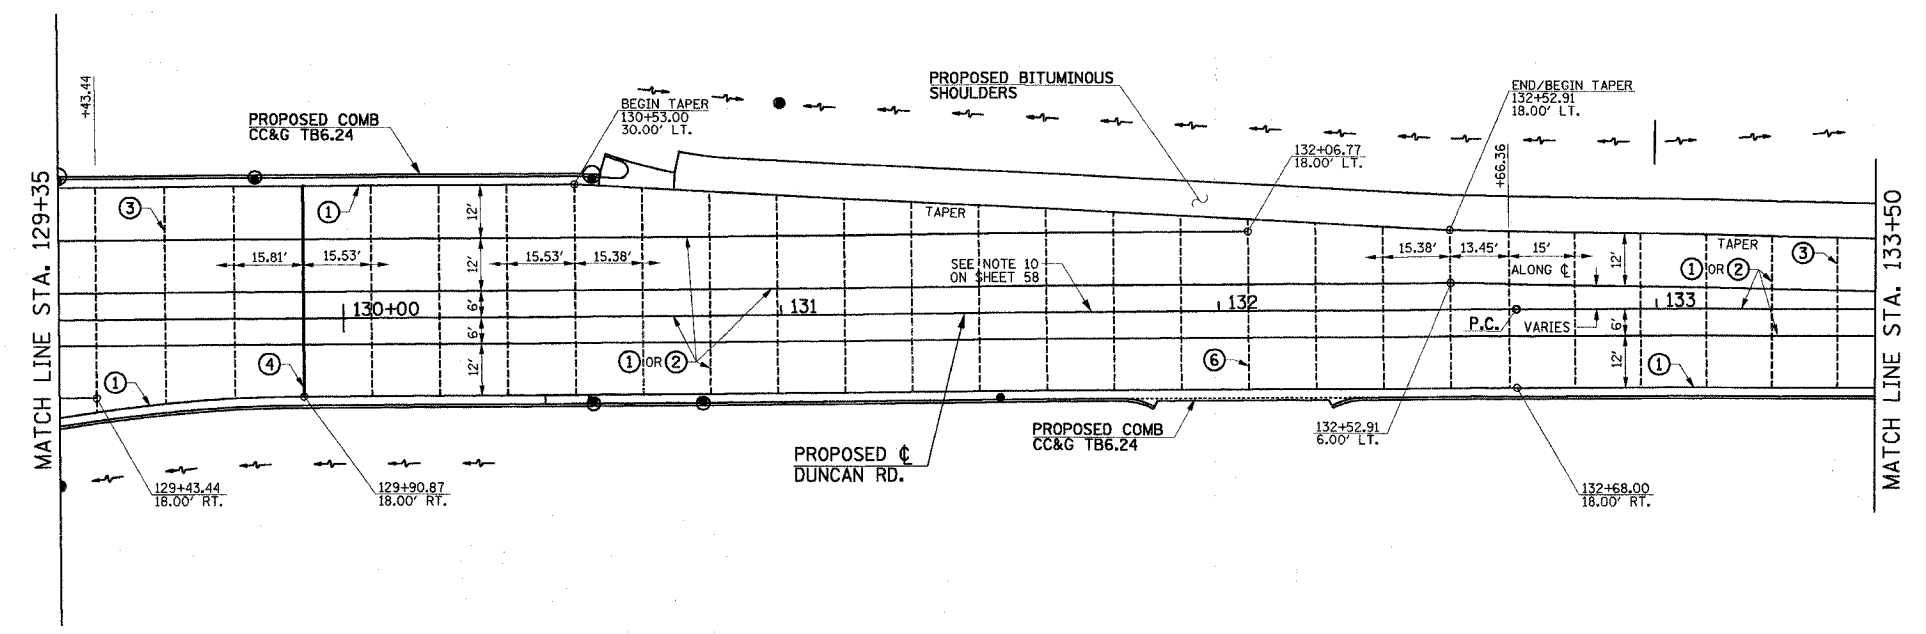 MATCH LINE STA. 129+35
+43.44
PROPOSED COMB
CC&G TB6.24
BEGIN TAPER
130+53.00
30.00' LT.
PROPOSED BITUMINOUS
SHOULDERS
END/BEGIN TAPER
132+52.91
18.00' LT.
132+06.77
18.00' LT.
+66.36
MATCH LINE STA. 133+50
3
1
12'
TAPER
15.81'
15.53'
12'
15.53'
15.38'
SEE NOTE 10
ON SHEET 58
15.38'
13.45'
15'
12'
TAPER
3
ALONG ℄
1 OR 2
130+00
6'
131
132
133
P.C.
VARIES
6'
6'
1
4
12'
1 OR 2
6
12'
1
PROPOSED ℄
DUNCAN RD.
PROPOSED COMB
CC&G TB6.24
132+52.91
6.00' LT.
129+43.44
18.00' RT.
129+90.87
18.00' RT.
132+68.00
18.00' RT.